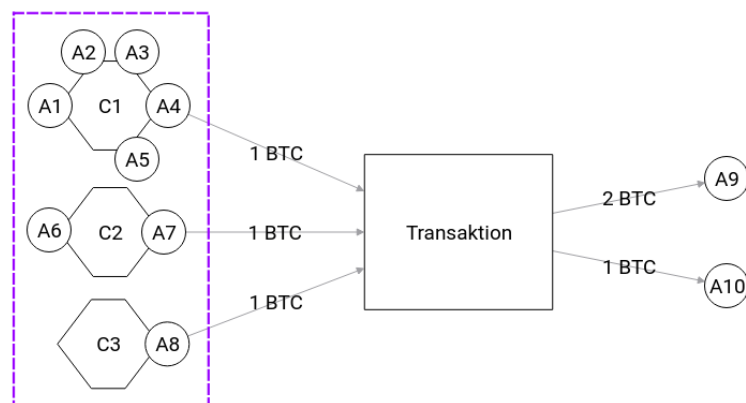 A2
A3
A1
C1
A4
A5
1 BTC
A9
2 BTC
A6
C2
A7
1 BTC
Transaktion
1 BTC
A10
1 BTC
C3
A8